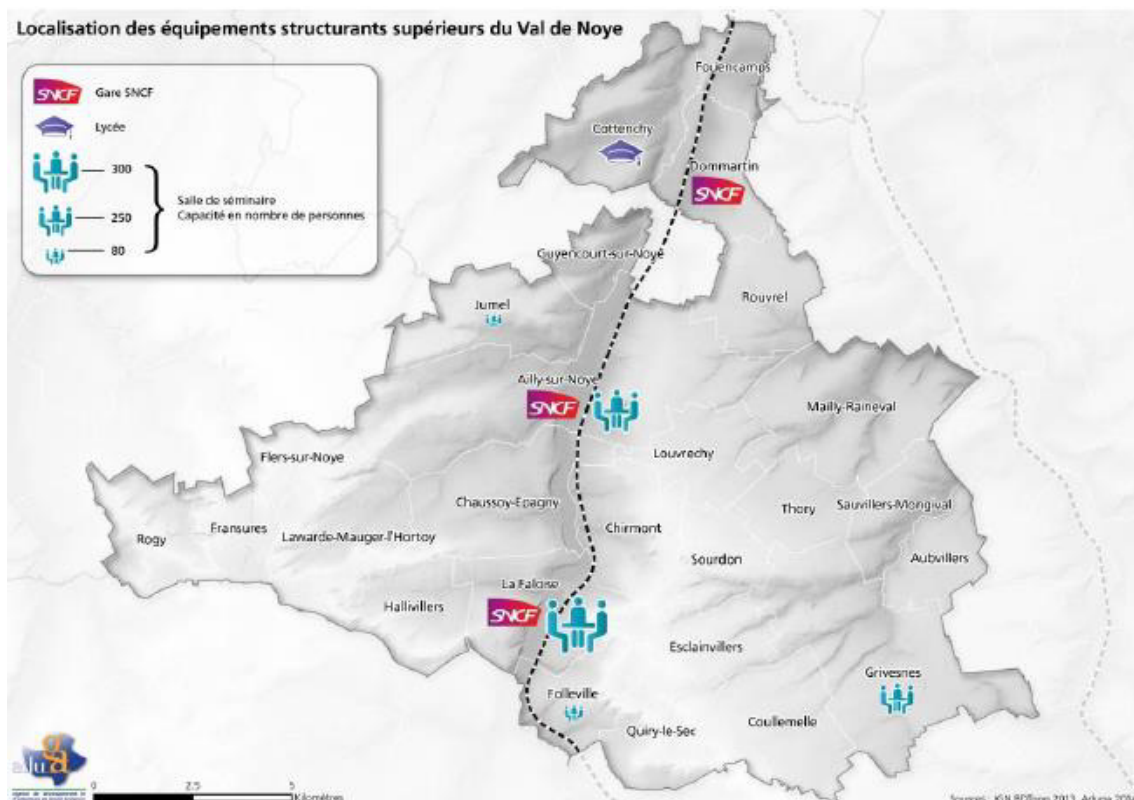 Localisation des équipements structurants supérieurs du Val de Noye
SNCF Gare SNCF
Lycée
300
250
80
Salle de séminaire
Capacité en nombre de personnes
Fouencamps
Cottenchy
Dommartin
SNCF
Guyencourt-sur-Noye
Rouvrel
Jumel
Ailly-sur-Noye
SNCF
Mailly-Raineval
Flers-sur-Noye
Louvrechy
Chaussoy-Epagny
Thory
Sauvillers-Mongival
Fransures
Chirmont
Rogy
Lawarde-Mauger-l'Hortoy
Sourdon
Aubvillers
La Faloise
Hallivillers
SNCF
Esclainvillers
Grivesnes
Folleville
Coullemelle
Quiry-le-Sec
0
2,5
5
Kilomètres